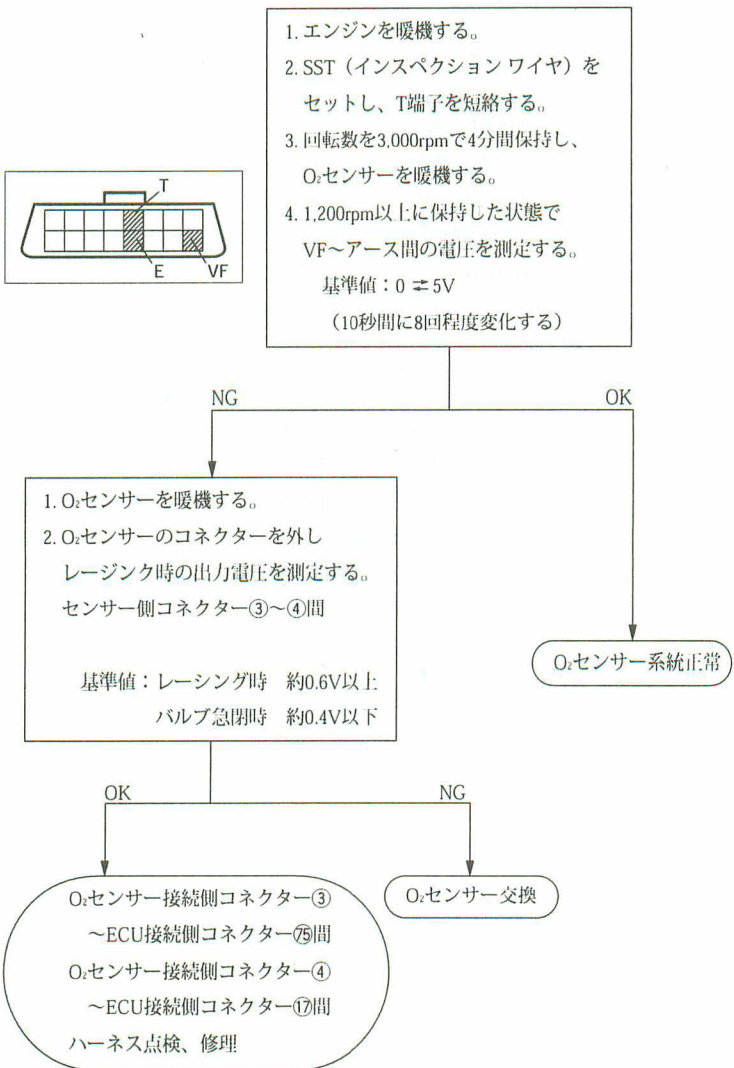 1. エンジンを暖機する。
2. SST（インスペクション ワイヤ）を
セットし、T端子を短絡する。
3. 回転数を3,000rpmで4分間保持し、
O₂センサーを暖機する。
4. 1,200rpm以上に保持した状態で
VF～アース間の電圧を測定する。
基準値：0 ⇄ 5V
（10秒間に8回程度変化する）
T
E
VF
NG
OK
1. O₂センサーを暖機する。
2. O₂センサーのコネクターを外し
レージンク時の出力電圧を測定する。
センサー側コネクター③～④間
基準値：レーシング時 約0.6V以上
バルブ急閉時 約0.4V以下
O₂センサー系統正常
OK
NG
O₂センサー接続側コネクター③
～ECU接続側コネクター75間
O₂センサー接続側コネクター④
～ECU接続側コネクター⑰間
ハーネス点検、修理
O₂センサー交換